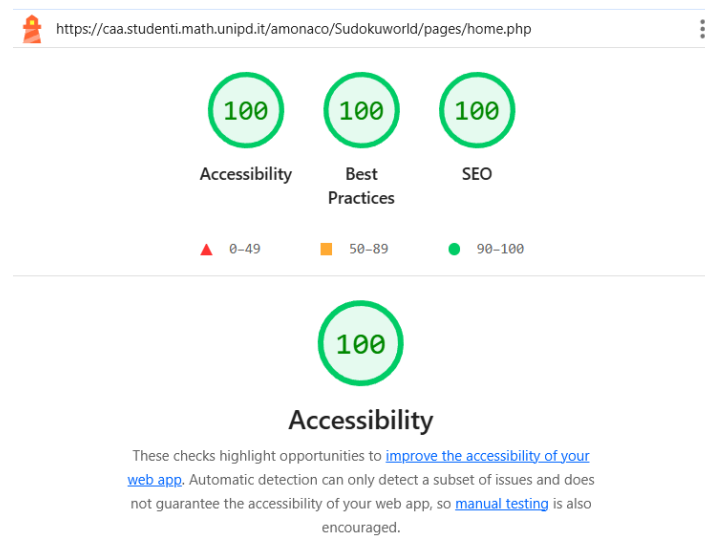 https://caa.studenti.math.unipd.it/amonaco/Sudokuworld/pages/home.php
100 100 100
Accessibility Best Practices SEO
0–49 50–89 90–100
100
Accessibility
These checks highlight opportunities to improve the accessibility of your
web app. Automatic detection can only detect a subset of issues and does
not guarantee the accessibility of your web app, so manual testing is also
encouraged.